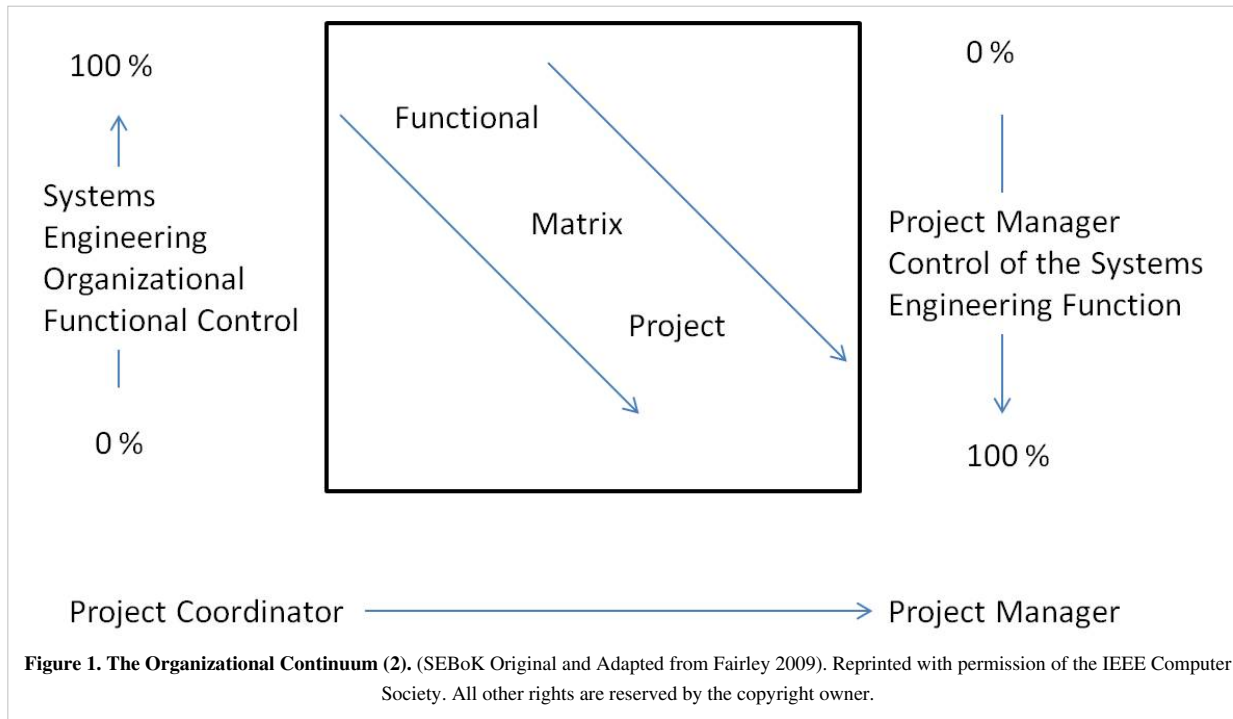 100 %
0 %
Functional
Systems
Engineering
Organizational
Functional Control
Matrix
Project Manager
Control of the Systems
Engineering Function
Project
0 %
100 %
Project Coordinator
Project Manager
Figure 1. The Organizational Continuum (2). (SEBoK Original and Adapted from Fairley 2009). Reprinted with permission of the IEEE Computer
Society. All other rights are reserved by the copyright owner.